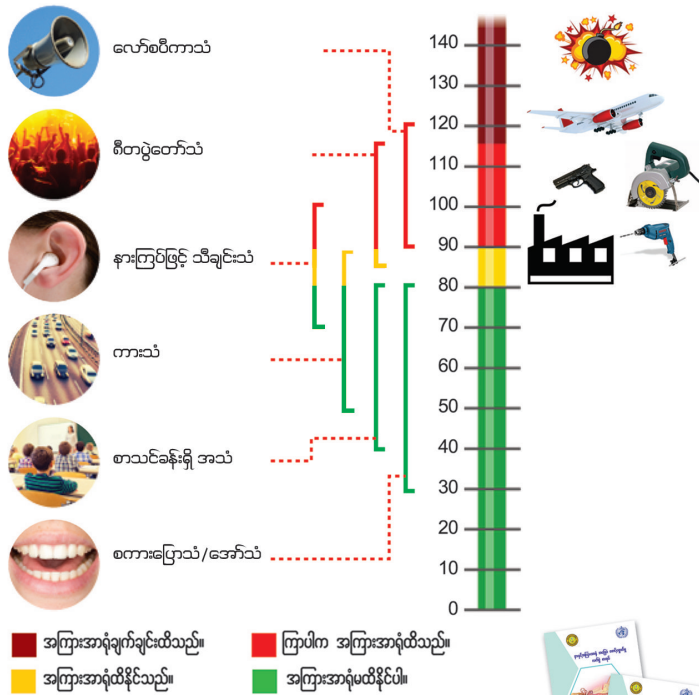 လော်စပီကာသံ
ဂီတပွဲတော်သံ
နားကြပ်ဖြင့် သီချင်းသံ
ကားသံ
စာသင်ခန်းရှိ အသံ
စကားပြောသံ/အော်သံ
140
130
120
110
100
90
80
70
60
50
40
30
20
10
0
အကြားအာရုံချက်ချင်းထိသည်။
ကြာပါက အကြားအာရုံထိသည်။
အကြားအာရုံထိနိုင်သည်။
အကြားအာရုံမထိနိုင်ပါ။